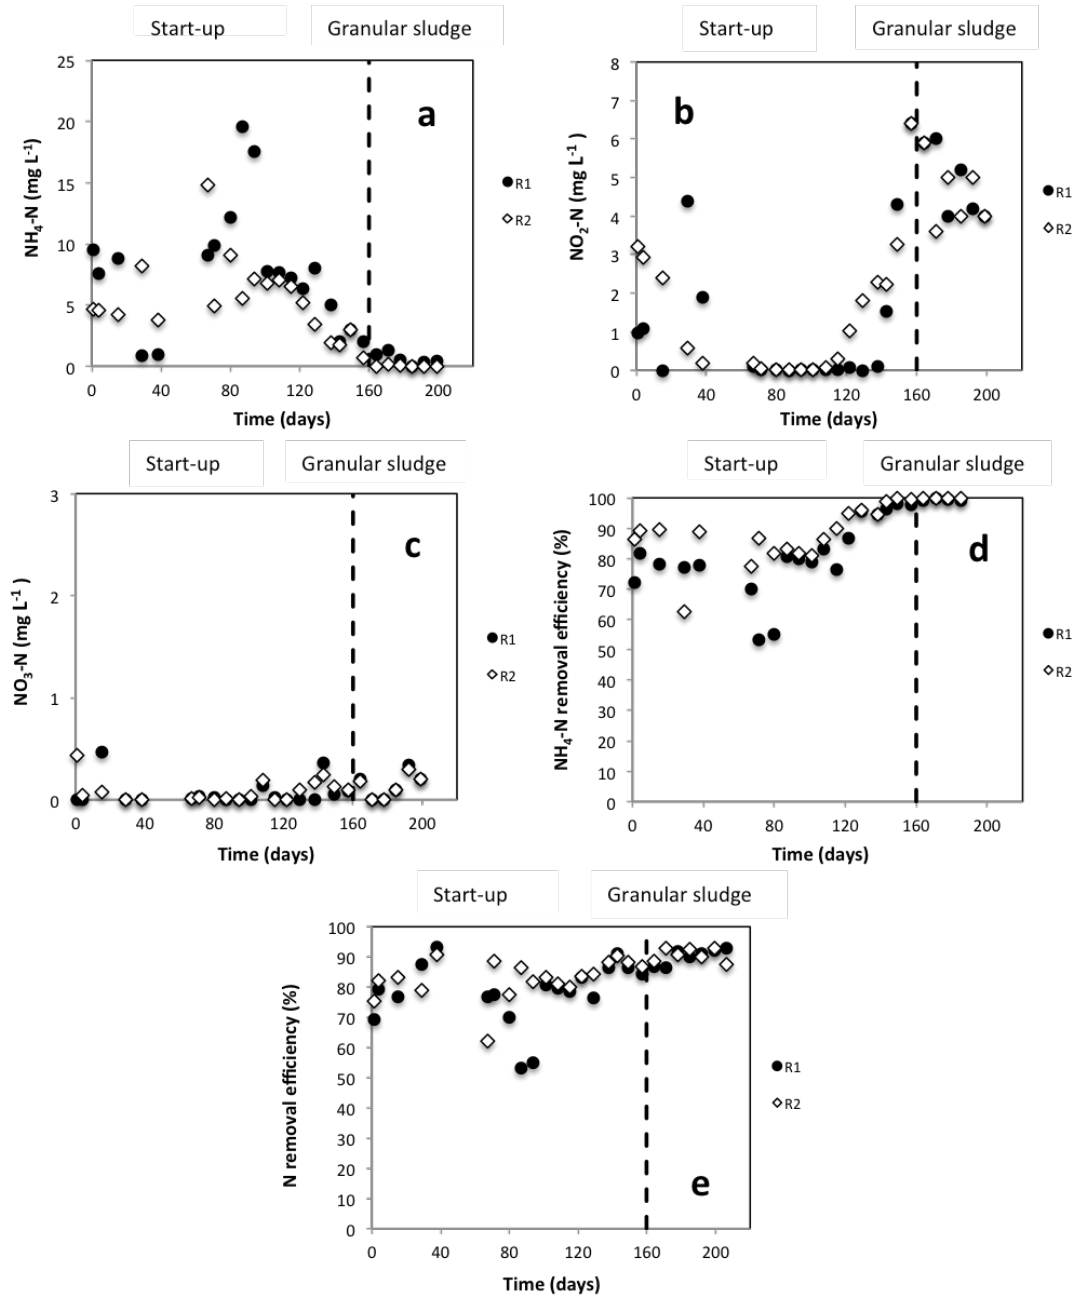 Start-up Granular sludge
25
20
15
10
5
0
0 40 80 120 160 200
NH4-N (mg L-1)
Time (days)
a
R1
R2
Start-up Granular sludge
8
7
6
5
4
3
2
1
0
0 40 80 120 160 200
NO2-N (mg L-1 )
Time (days)
b
R1
R2
Start-up Granular sludge
3
2
1
0
0 40 80 120 160 200
NO3-N (mg L-1 )
Time (days)
c
R1
R2
Start-up Granular sludge
100
90
80
70
60
50
40
30
20
10
0
0 40 80 120 160 200
NH4-N removal efficiency (%)
Time (days)
d
R1
R2
Start-up Granular sludge
100
90
80
70
60
50
40
30
20
10
0
0 40 80 120 160 200
N removal efficiency (%)
Time (days)
e
R1
R2